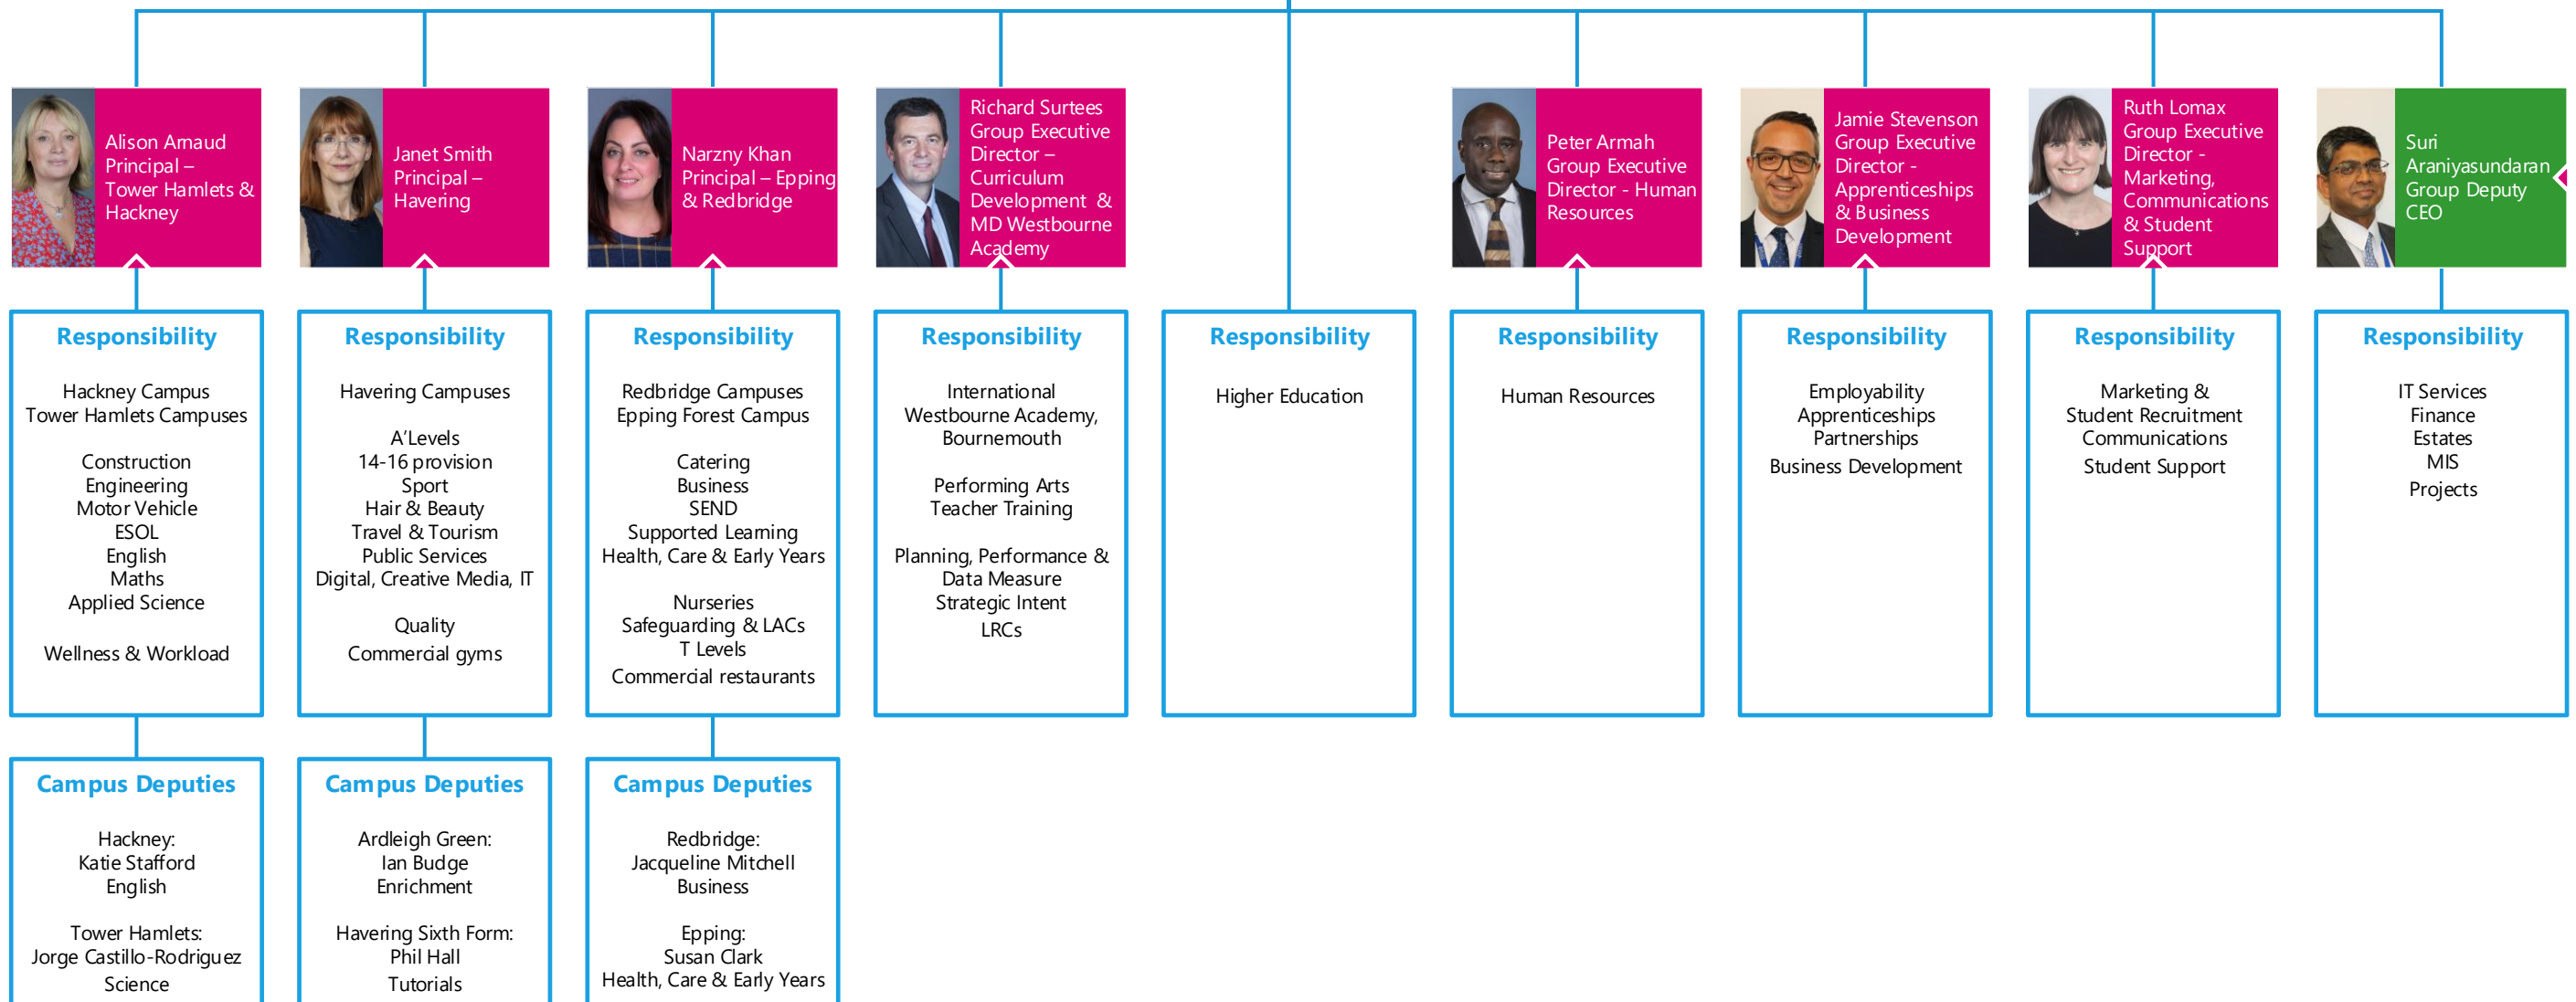 Alison Arnaud
Principal –
Tower Hamlets &
Hackney
Janet Smith
Principal –
Havering
Narzny Khan
Principal – Epping
& Redbridge
Richard Surtees
Group Executive
Director –
Curriculum
Development &
MD Westbourne
Academy
Peter Armah
Group Executive
Director - Human
Resources
Jamie Stevenson
Group Executive
Director -
Apprenticeships
& Business
Development
Ruth Lomax
Group Executive
Director -
Marketing,
Communications
& Student
Support
Suri
Araniyasundaran
Group Deputy
CEO
Responsibility
Hackney Campus
Tower Hamlets Campuses
Construction
Engineering
Motor Vehicle
ESOL
English
Maths
Applied Science
Wellness & Workload
Responsibility
Havering Campuses
A’Levels
14-16 provision
Sport
Hair & Beauty
Travel & Tourism
Public Services
Digital, Creative Media, IT
Quality
Commercial gyms
Responsibility
Redbridge Campuses
Epping Forest Campus
Catering
Business
SEND
Supported Learning
Health, Care & Early Years
Nurseries
Safeguarding & LACs
T Levels
Commercial restaurants
Responsibility
International
Westbourne Academy,
Bournemouth
Performing Arts
Teacher Training
Planning, Performance &
Data Measure
Strategic Intent
LRCs
Responsibility
Higher Education
Responsibility
Human Resources
Responsibility
Employability
Apprenticeships
Partnerships
Business Development
Responsibility
Marketing &
Student Recruitment
Communications
Student Support
Responsibility
IT Services
Finance
Estates
MIS
Projects
Campus Deputies
Hackney:
Katie Stafford
English
Tower Hamlets:
Jorge Castillo-Rodriguez
Science
Campus Deputies
Ardleigh Green:
Ian Budge
Enrichment
Havering Sixth Form:
Phil Hall
Tutorials
Campus Deputies
Redbridge:
Jacqueline Mitchell
Business
Epping:
Susan Clark
Health, Care & Early Years